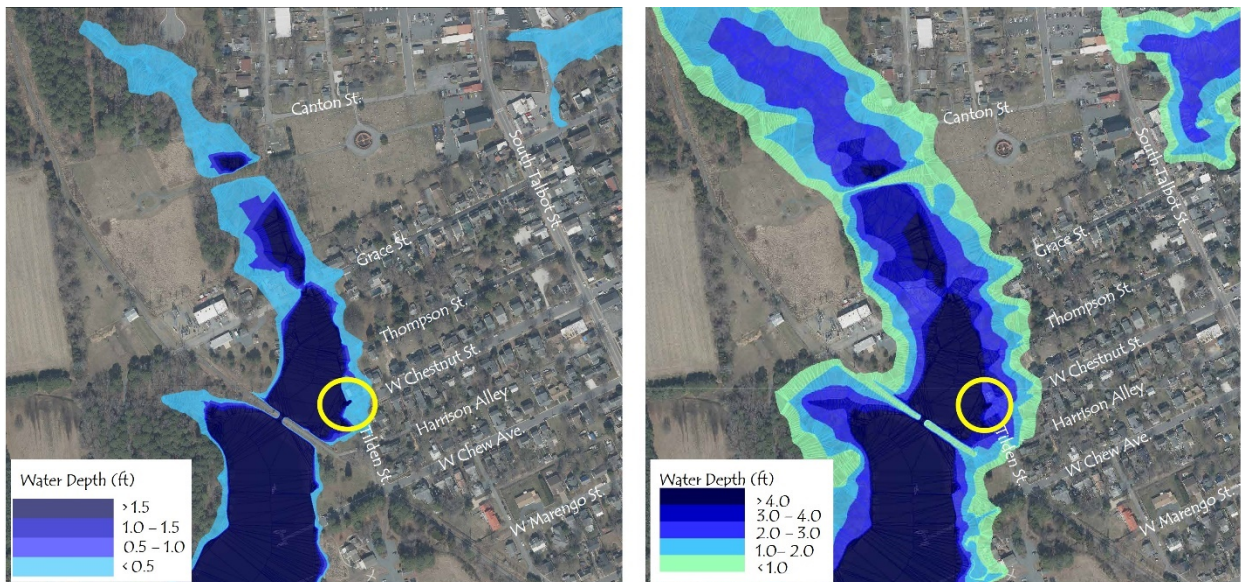 Canton St.
South Talbot St.
Grace St.
Thompson St.
W Chestnut St.
Harrison Alley
Tilden St.
W Chew Ave.
W Marengo St.
Water Depth (ft)
> 1.5
1.0 – 1.5
0.5 – 1.0
< 0.5
Canton St.
South Talbot St.
Grace St.
Thompson St.
W Chestnut St.
Harrison Alley
Tilden St.
W Chew Ave.
W Marengo St.
Water Depth (ft)
> 4.0
3.0 – 4.0
2.0 – 3.0
1.0 – 2.0
< 1.0